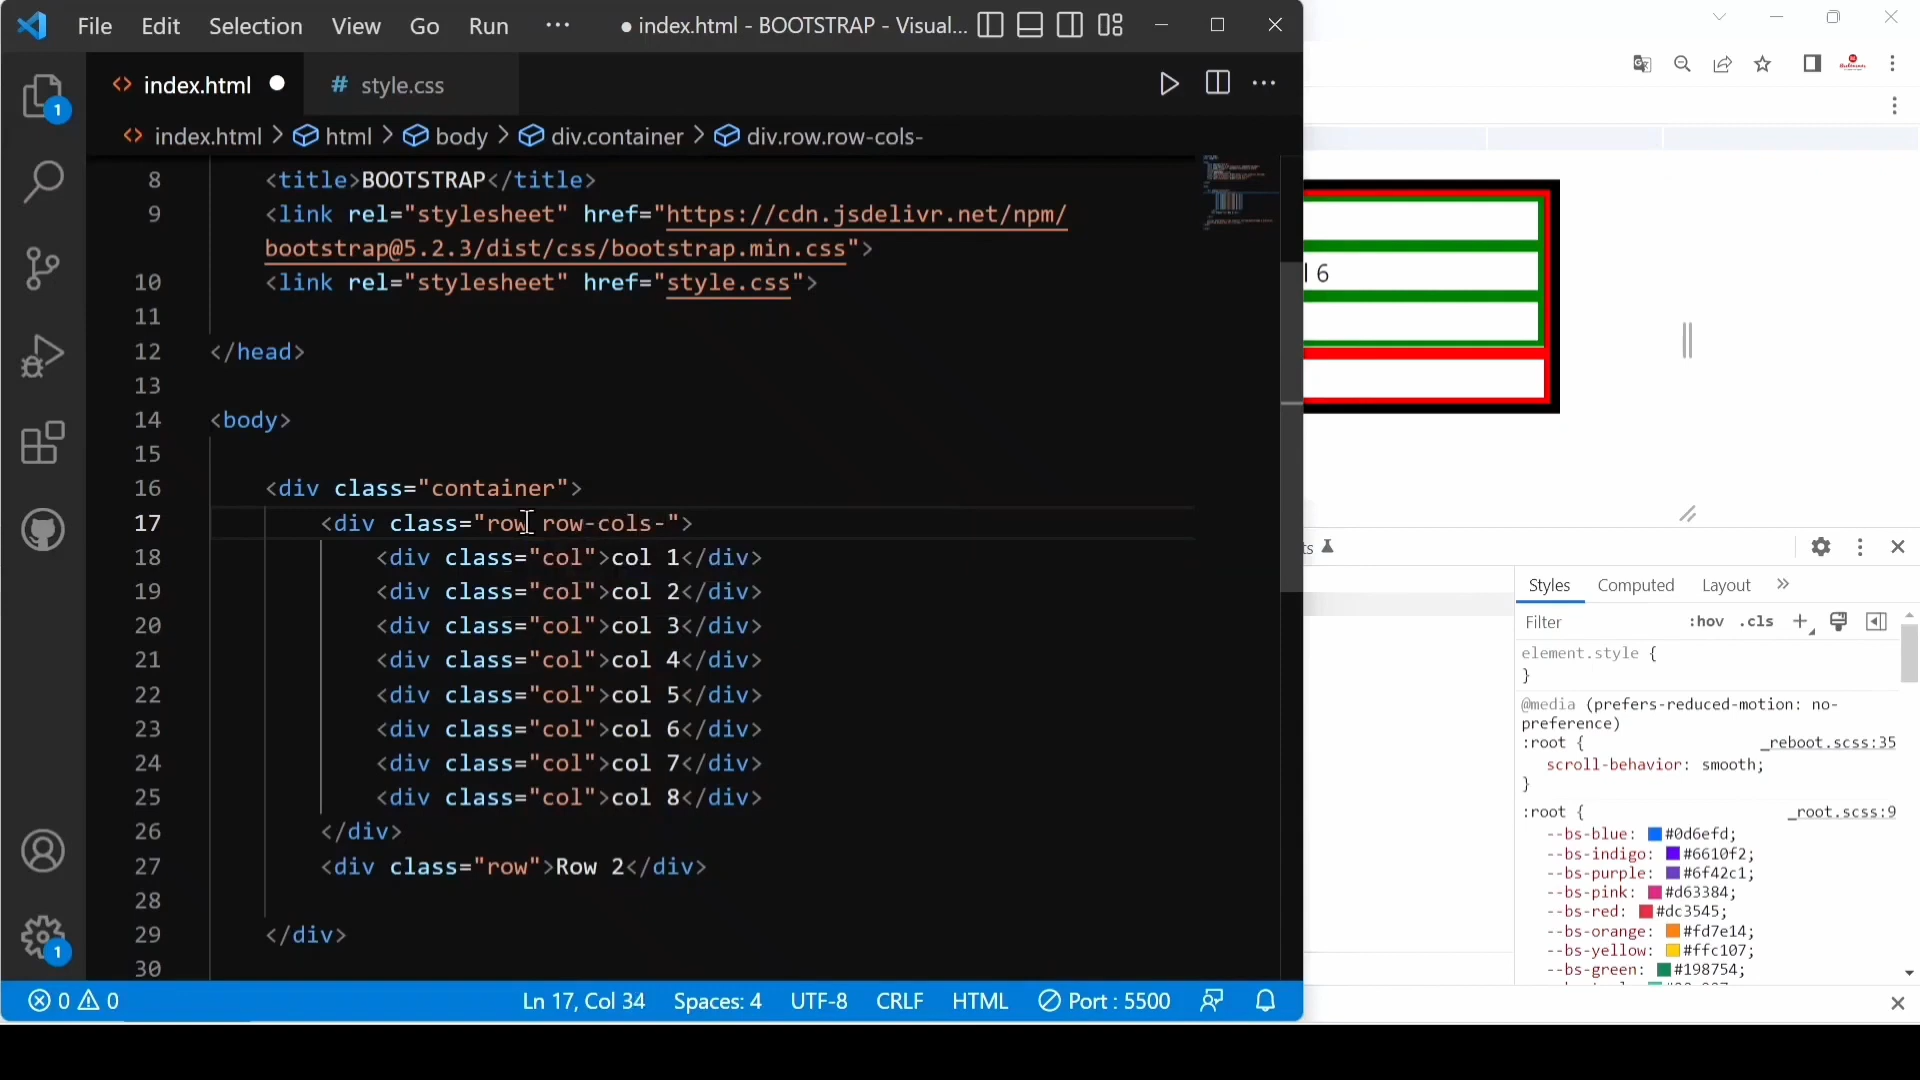 File Edit Selection View Go Run ··· ● index.html - BOOTSTRAP - Visual...
1
<> index.html ● # style.css
<> index.html > html > body > div.container > div.row.row-cols-
8 <title>BOOTSTRAP</title>
9 <link rel="stylesheet" href="https://cdn.jsdelivr.net/npm/
bootstrap@5.2.3/dist/css/bootstrap.min.css">
10 <link rel="stylesheet" href="style.css">
11
12 </head>
13
14 <body>
15
16 <div class="container">
17 <div class="row row-cols-">
18 <div class="col">col 1</div>
19 <div class="col">col 2</div>
20 <div class="col">col 3</div>
21 <div class="col">col 4</div>
22 <div class="col">col 5</div>
23 <div class="col">col 6</div>
24 <div class="col">col 7</div>
25 <div class="col">col 8</div>
26 </div>
27 <div class="row">Row 2</div>
28
29 </div>
30
1
0 0 Ln 17, Col 34 Spaces: 4 UTF-8 CRLF HTML Port : 5500
l 6
ts
Styles Computed Layout »
Filter :hov .cls +
element.style {
}
@media (prefers-reduced-motion: no-
preference)
:root { _reboot.scss:35
scroll-behavior: smooth;
}
:root { _root.scss:9
--bs-blue: #0d6efd;
--bs-indigo: #6610f2;
--bs-purple: #6f42c1;
--bs-pink: #d63384;
--bs-red: #dc3545;
--bs-orange: #fd7e14;
--bs-yellow: #ffc107;
--bs-green: #198754;